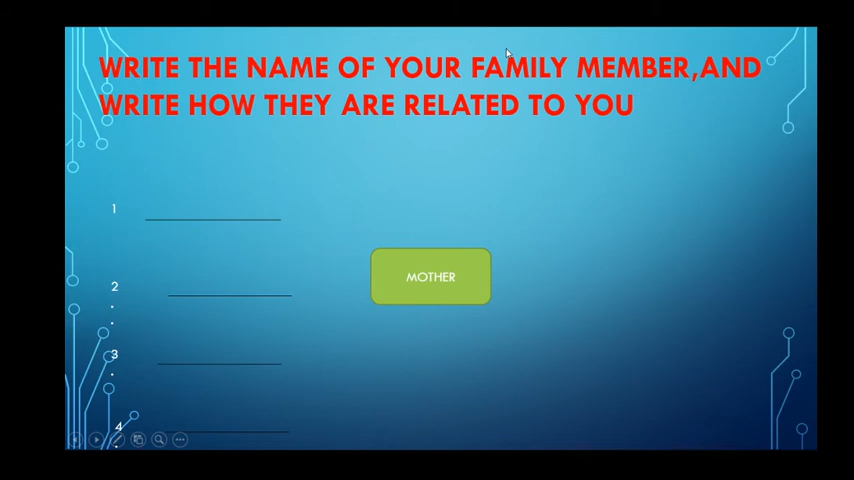 WRITE THE NAME OF YOUR FAMILY MEMBER,AND
WRITE HOW THEY ARE RELATED TO YOU
1
2
.
.
MOTHER
3
.
4
.